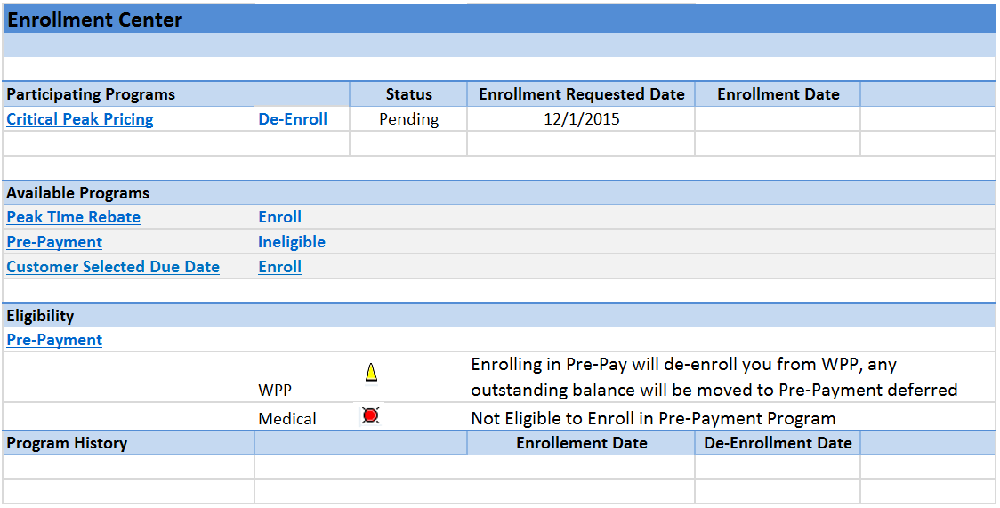 Enrollment Center
Participating Programs Status Enrollment Requested Date Enrollment Date
Critical Peak Pricing De-Enroll Pending 12/1/2015
Available Programs
Peak Time Rebate Enroll
Pre-Payment Ineligible
Customer Selected Due Date Enroll
Eligibility
Pre-Payment
WPP Enrolling in Pre-Pay will de-enroll you from WPP, any
outstanding balance will be moved to Pre-Payment deferred
Medical Not Eligible to Enroll in Pre-Payment Program
Program History Enrollement Date De-Enrollment Date